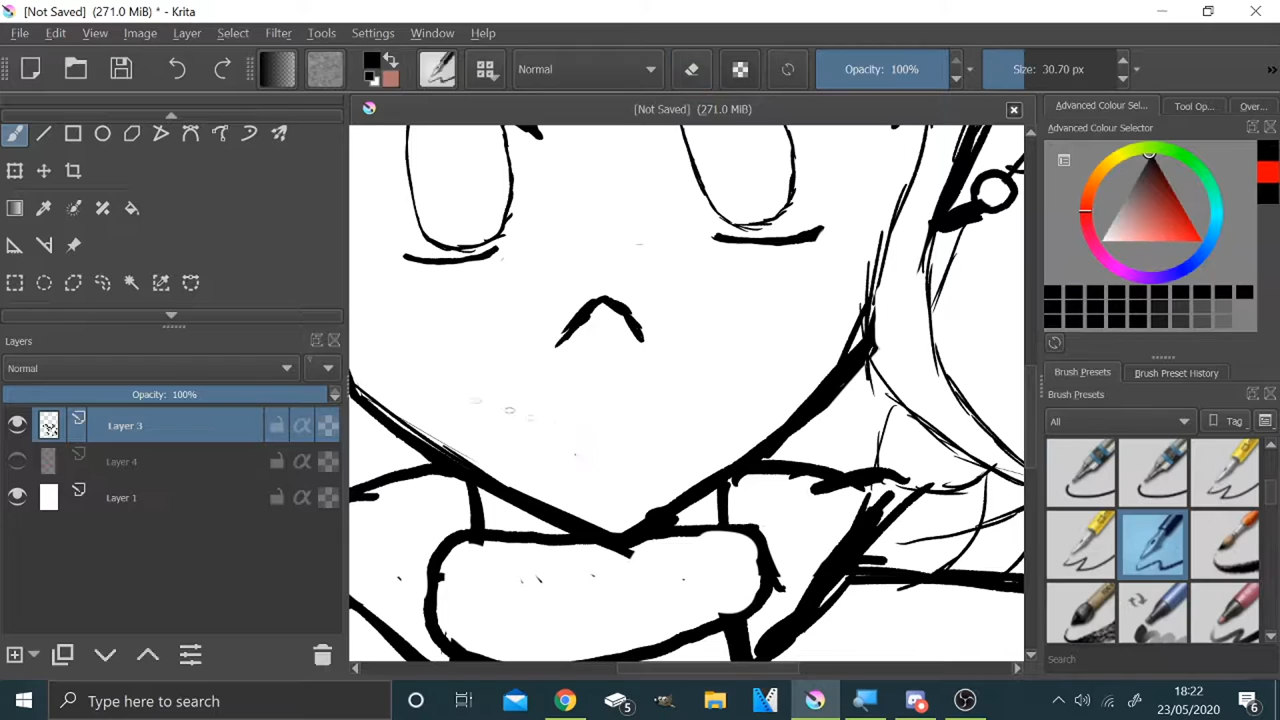 [Not Saved] (271.0 MiB) * - Krita
File Edit View Image Layer Select Filter Tools Settings Window Help
Normal
Opacity: 100%
Size: 30.70 px
[Not Saved] (271.0 MiB)
Advanced Colour Sel...
Tool Op...
Over...
Advanced Colour Selector
Layers
Normal
Opacity: 100%
Layer 3
Layer 4
Layer 1
Brush Presets
Brush Preset History
Brush Presets
All
Tag
Search
Type here to search
5
18:22
23/05/2020
6